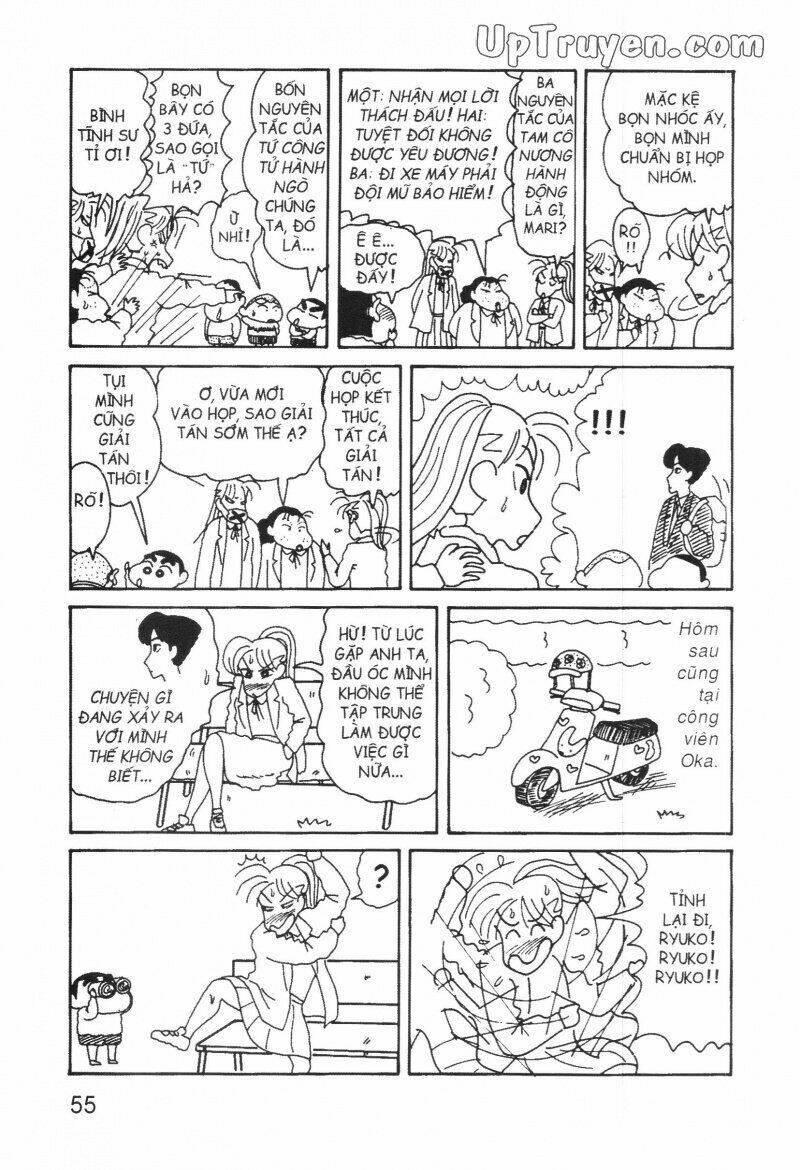 UpTruyen.com
MẶC KỆ
BỌN NHÓC ẤY,
BỌN MÌNH
CHUẨN BỊ HỌP
NHÓM.
RÕ
!!
BA
NGUYÊN
TẮC CỦA
TAM CÔ
NƯƠNG
HÀNH
ĐỘNG
LÀ GÌ,
MARI?
MỘT: NHẬN MỌI LỜI
THÁCH ĐẤU! HAI:
TUYỆT ĐỐI KHÔNG
ĐƯỢC YÊU ĐƯƠNG!
BA: ĐI XE MÁY PHẢI
ĐỘI MŨ BẢO HIỂM!
Ê Ê...
ĐƯỢC
ĐẤY!
BỐN
NGUYÊN
TẮC CỦA
TỨ CÔNG
TỬ HÀNH
NGÒ
CHÚNG
TA, ĐÓ
LÀ...
Ừ
NHỈ!
BỌN
BÂY CÓ
3 ĐỨA,
SAO GỌI
LÀ "TỨ"
HẢ?
BÌNH
TĨNH SƯ
TỈ ƠI!
!!!
CUỘC
HỌP KẾT
THÚC,
TẤT CẢ
GIẢI
TÁN!
Ơ, VỪA MỚI
VÀO HỌP, SAO GIẢI
TÁN SỚM THẾ Ạ?
TỤI
MÌNH
CŨNG
GIẢI
TÁN
THÔI!
RÕ!
Hôm
sau
cũng
tại
công
viên
Oka.
HỪ! TỪ LÚC
GẶP ANH TA,
ĐẦU ÓC MÌNH
KHÔNG THỂ
TẬP TRUNG
LÀM ĐƯỢC
VIỆC GÌ
NỮA...
CHUYỆN GÌ
ĐANG XẢY RA
VỚI MÌNH
THẾ KHÔNG
BIẾT...
TỈNH
LẠI ĐI,
RYUKO!
RYUKO!
RYUKO!!
?
55